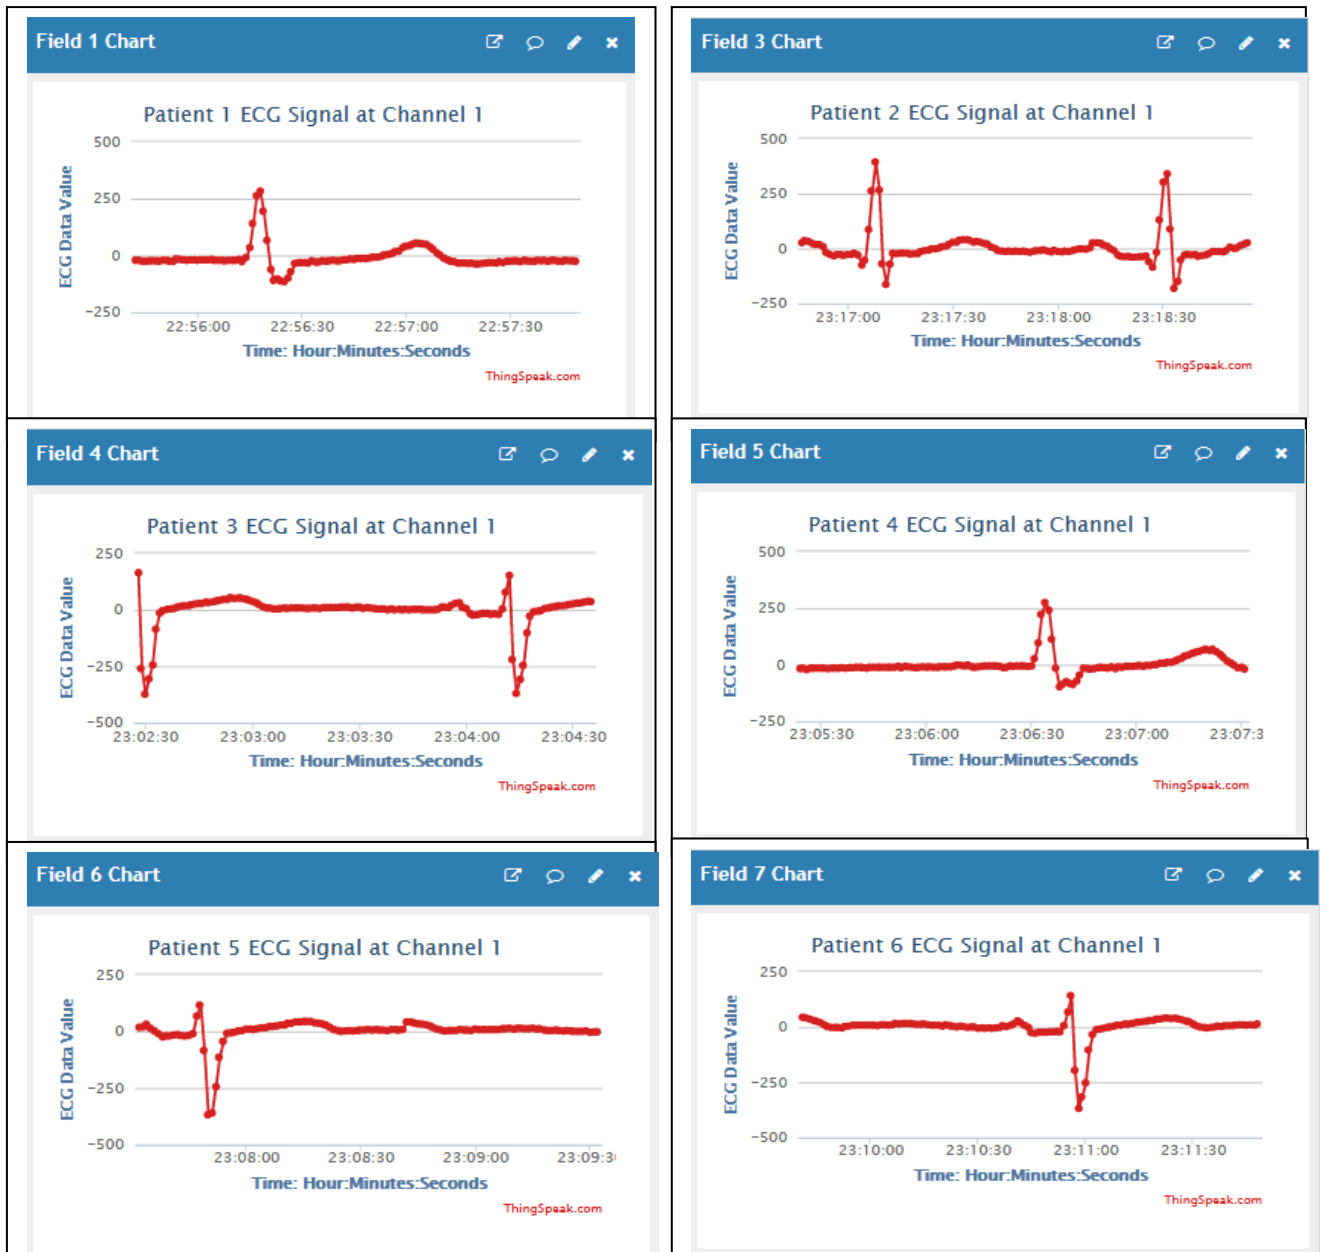 Field 1 Chart
Patient 1 ECG Signal at Channel 1
500
250
0
−250
ECG Data Value
22:56:00 22:56:30 22:57:00 22:57:30
Time: Hour:Minutes:Seconds
ThingSpeak.com
Field 3 Chart
Patient 2 ECG Signal at Channel 1
500
250
0
−250
ECG Data Value
23:17:00 23:17:30 23:18:00 23:18:30
Time: Hour:Minutes:Seconds
ThingSpeak.com
Field 4 Chart
Patient 3 ECG Signal at Channel 1
250
0
−250
−500
ECG Data Value
23:02:30 23:03:00 23:03:30 23:04:00 23:04:30
Time: Hour:Minutes:Seconds
ThingSpeak.com
Field 5 Chart
Patient 4 ECG Signal at Channel 1
500
250
0
−250
ECG Data Value
23:05:30 23:06:00 23:06:30 23:07:00 23:07:3
Time: Hour:Minutes:Seconds
ThingSpeak.com
Field 6 Chart
Patient 5 ECG Signal at Channel 1
250
0
−250
−500
ECG Data Value
23:08:00 23:08:30 23:09:00 23:09:3
Time: Hour:Minutes:Seconds
ThingSpeak.com
Field 7 Chart
Patient 6 ECG Signal at Channel 1
250
0
−250
−500
ECG Data Value
23:10:00 23:10:30 23:11:00 23:11:30
Time: Hour:Minutes:Seconds
ThingSpeak.com